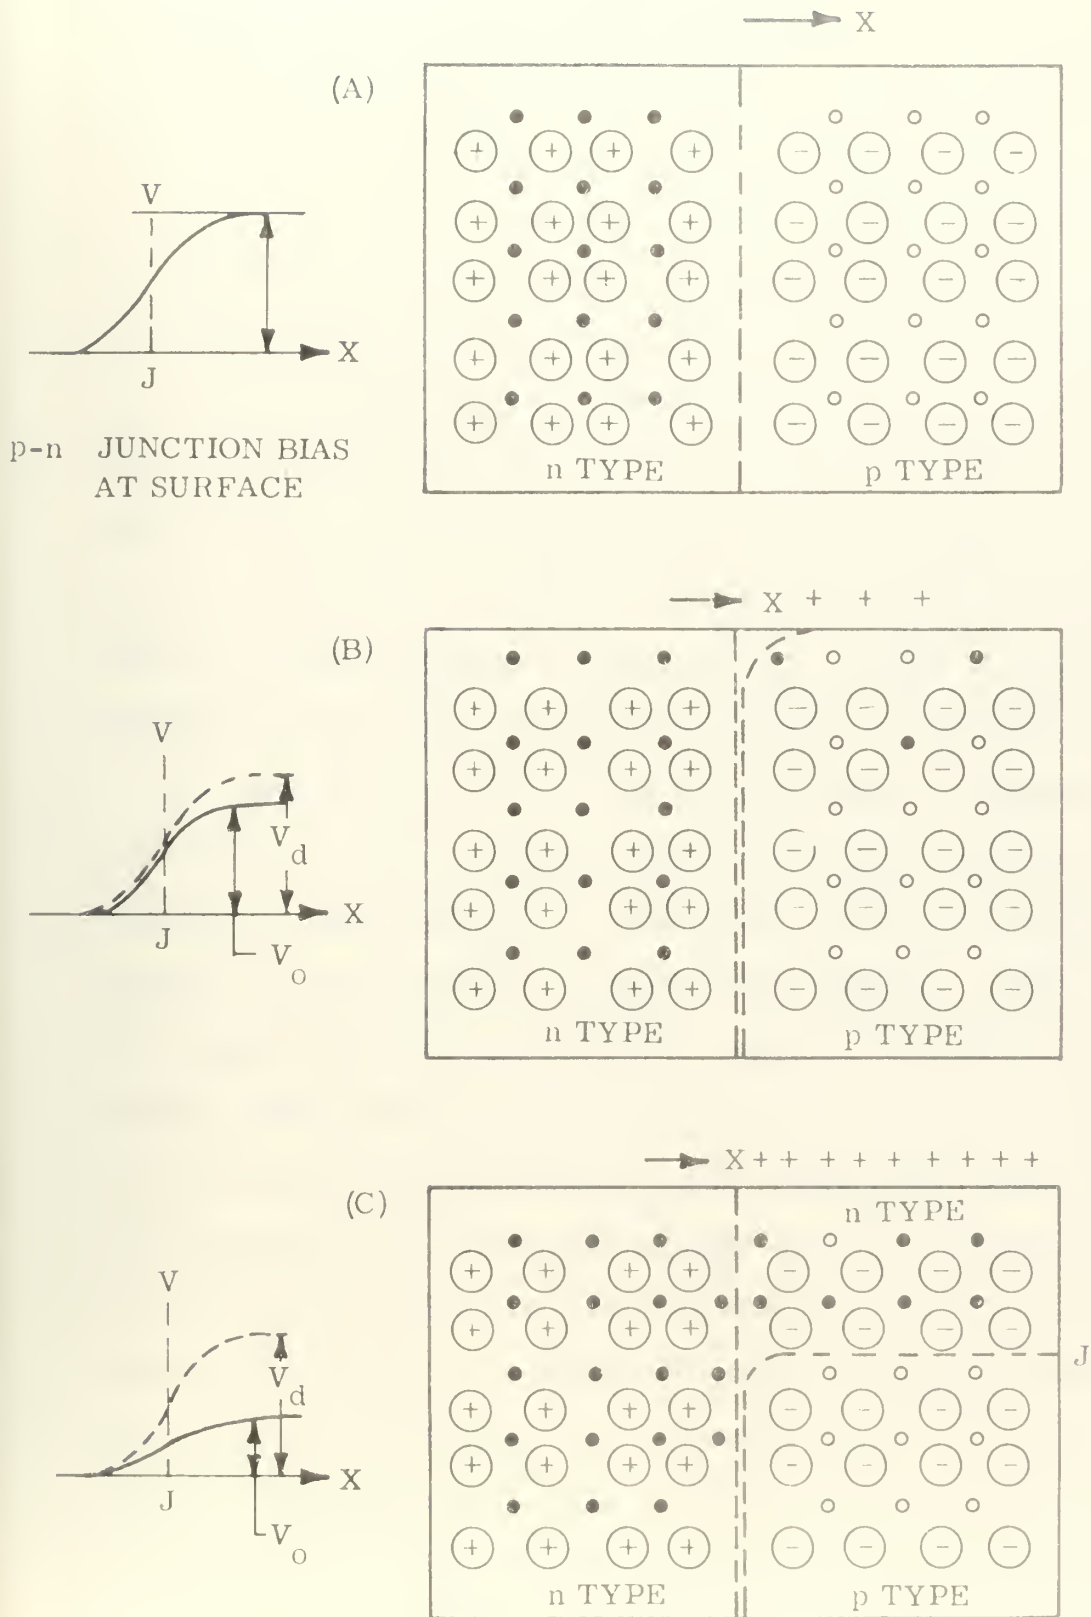 X
(A)
V
X
J
p-n JUNCTION BIAS
AT SURFACE
n TYPE
p TYPE
X + + +
(B)
V
V
d
X
J
V
O
n TYPE
p TYPE
X + + + + + + + + +
(C)
n TYPE
V
J
V
d
X
J
V
O
n TYPE
p TYPE